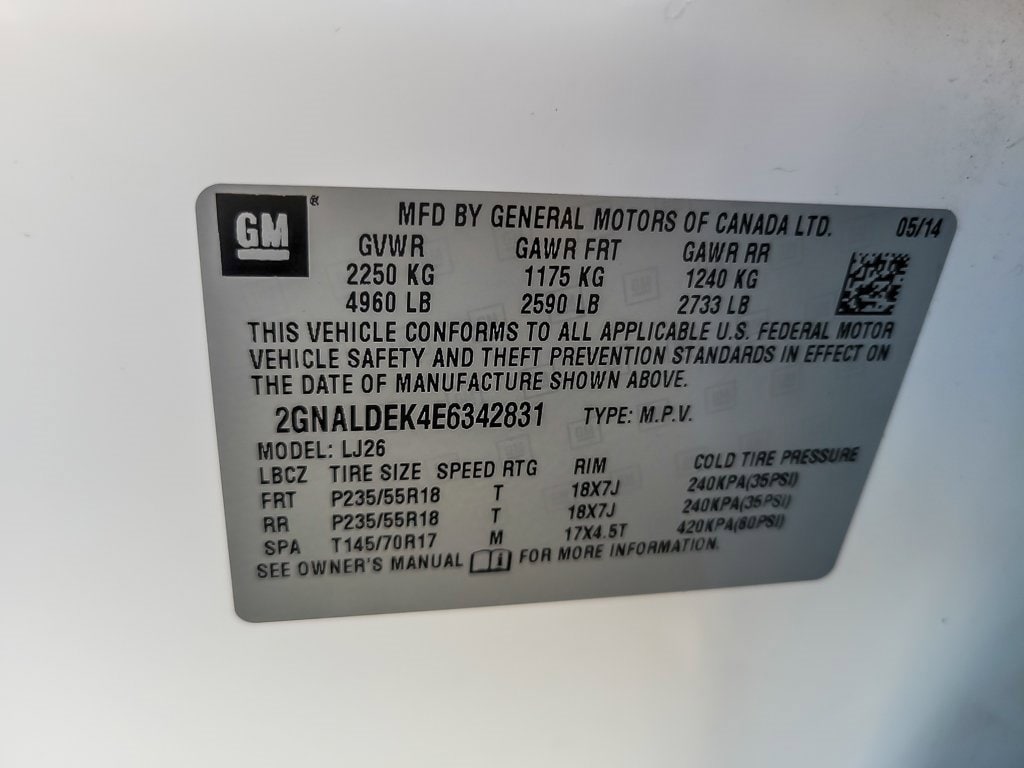 GM ®
MFD BY GENERAL MOTORS OF CANADA LTD. 05/14
GVWR GAWR FRT GAWR RR
2250 KG 1175 KG 1240 KG
4960 LB 2590 LB 2733 LB
THIS VEHICLE CONFORMS TO ALL APPLICABLE U.S. FEDERAL MOTOR
VEHICLE SAFETY AND THEFT PREVENTION STANDARDS IN EFFECT ON
THE DATE OF MANUFACTURE SHOWN ABOVE.
2GNALDEK4E6342831 TYPE: M.P.V.
MODEL: LJ26
LBCZ TIRE SIZE SPEED RTG RIM COLD TIRE PRESSURE
FRT P235/55R18 T 18X7J 240KPA(35PSI)
RR P235/55R18 T 18X7J 240KPA(35PSI)
SPA T145/70R17 M 17X4.5T 420KPA(60PSI)
SEE OWNER'S MANUAL i FOR MORE INFORMATION.